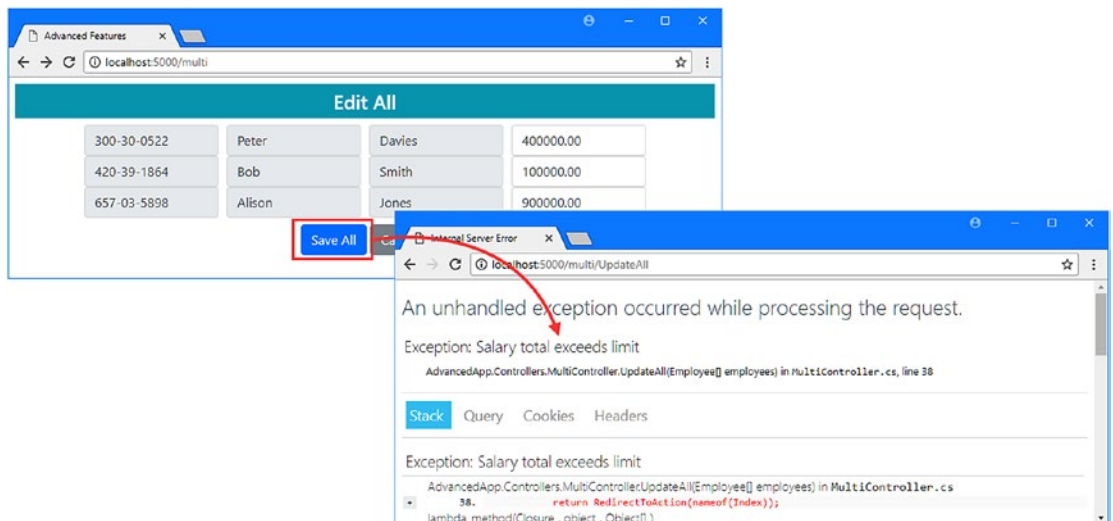 Advanced Features
localhost:5000/multi
Edit All
300-30-0522 Peter Davies 400000.00
420-39-1864 Bob Smith 100000.00
657-03-5898 Alison Jones 900000.00
Save All
Internal Server Error
localhost:5000/multi/UpdateAll
An unhandled exception occurred while processing the request.
Exception: Salary total exceeds limit
AdvancedApp.Controllers.MultiController.UpdateAll(Employee[] employees) in MultiController.cs, line 38
Stack Query Cookies Headers
Exception: Salary total exceeds limit
AdvancedApp.Controllers.MultiController.UpdateAll(Employee[] employees) in MultiController.cs
38. return RedirectToAction(nameof(Index));
lambda_method(Closure , object , Object[] )